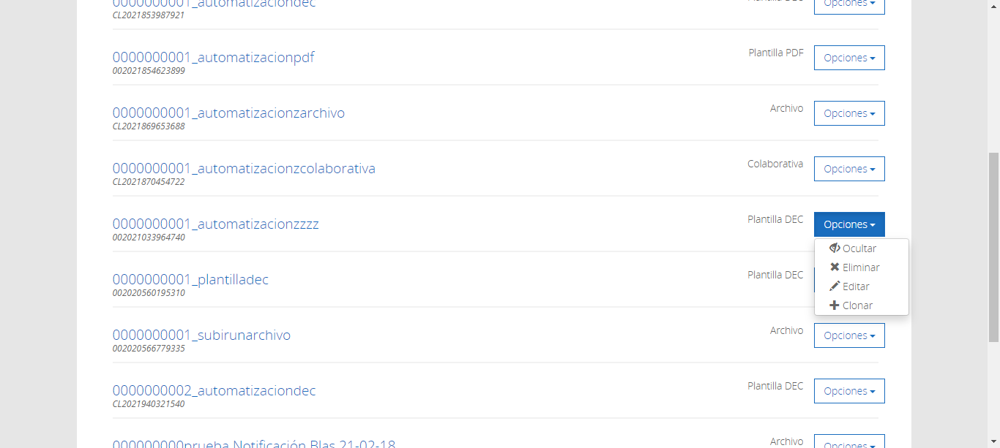 0000000001_automatizaciondec
Plantilla DEC
Opciones
CL2021853987921
0000000001_automatizacionpdf
Plantilla PDF
Opciones
002021854623899
0000000001_automatizacionzarchivo
Archivo
Opciones
CL2021869653688
0000000001_automatizacionzcolaborativa
Colaborativa
Opciones
CL2021870454722
0000000001_automatizacionzzzz
Plantilla DEC
Opciones
002021033964740
Ocultar
Eliminar
Editar
Clonar
0000000001_plantilladec
Plantilla DEC
002020560195310
0000000001_subirunarchivo
Archivo
Opciones
002020566779335
0000000002_automatizaciondec
Plantilla DEC
Opciones
CL2021940321540
000000000prueba Notificación Blas 21-02-18
Archivo
Opciones